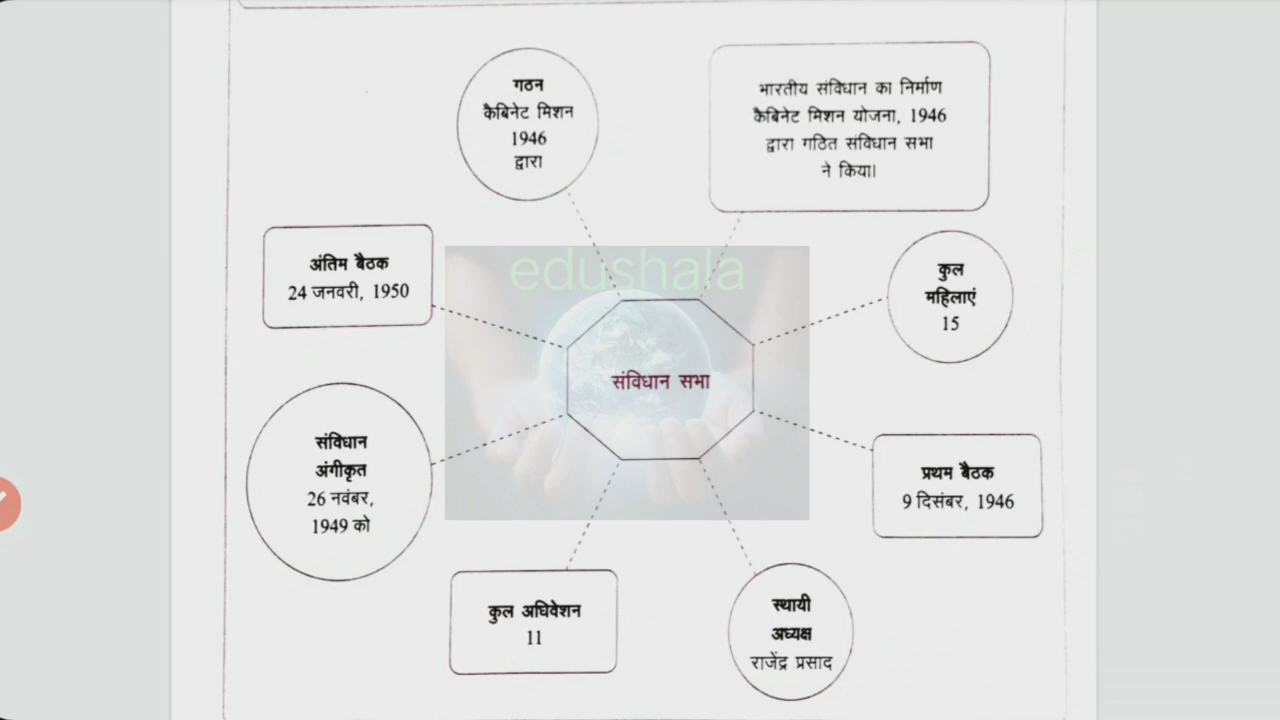 गठन
कैबिनेट मिशन
1946
द्वारा
भारतीय संविधान का निर्माण
कैबिनेट मिशन योजना, 1946
द्वारा गठित संविधान सभा
ने किया।
अंतिम बैठक
24 जनवरी, 1950
edushala
कुल
महिलाएं
15
संविधान सभा
संविधान
अंगीकृत
26 नवंबर,
1949 को
प्रथम बैठक
9 दिसंबर, 1946
कुल अधिवेशन
11
स्थायी
अध्यक्ष
राजेंद्र प्रसाद